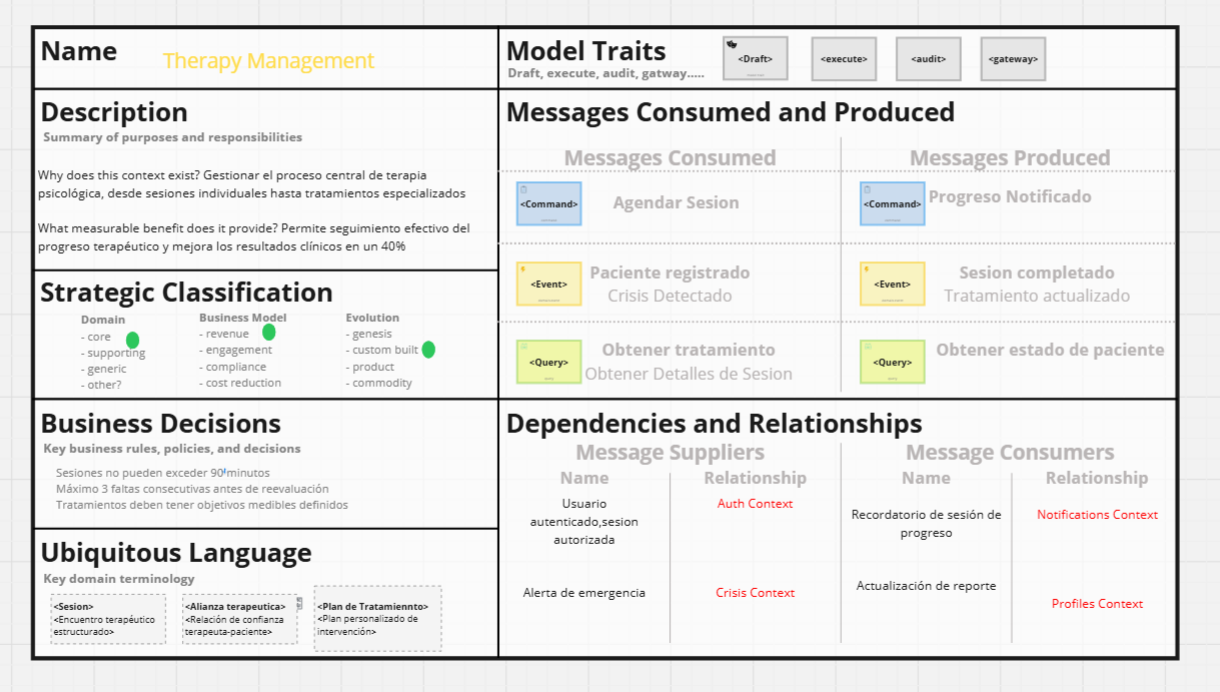 Name
Therapy Management
Model Traits
Draft, execute, audit, gatway.....
<Draft>
<execute>
<audit>
<gateway>
Description
Summary of purposes and responsibilities
Why does this context exist? Gestionar el proceso central de terapia
psicológica, desde sesiones individuales hasta tratamientos especializados
What measurable benefit does it provide? Permite seguimiento efectivo del
progreso terapéutico y mejora los resultados clínicos en un 40%
Strategic Classification
Domain
- core
- supporting
- generic
- other?
Business Model
- revenue
- engagement
- compliance
- cost reduction
Evolution
- genesis
- custom built
- product
- commodity
Business Decisions
Key business rules, policies, and decisions
Sesiones no pueden exceder 90 minutos
Máximo 3 faltas consecutivas antes de reevaluación
Tratamientos deben tener objetivos medibles definidos
Ubiquitous Language
Key domain terminology
<Sesion>
<Encuentro terapéutico
estructurado>
<Alianza terapeutica>
<Relación de confianza
terapeuta-paciente>
<Plan de Tratamiennto>
<Plan personalizado de
intervención>
Messages Consumed and Produced
Messages Consumed
Messages Produced
<Command>
Agendar Sesion
<Command>
Progreso Notificado
<Event>
Paciente registrado
Crisis Detectado
<Event>
Sesion completado
Tratamiento actualizado
<Query>
Obtener tratamiento
Obtener Detalles de Sesion
<Query>
Obtener estado de paciente
Dependencies and Relationships
Message Suppliers
Message Consumers
Name
Relationship
Name
Relationship
Usuario
autenticado,sesion
autorizada
Auth Context
Recordatorio de sesión de
progreso
Notifications Context
Alerta de emergencia
Crisis Context
Actualización de reporte
Profiles Context